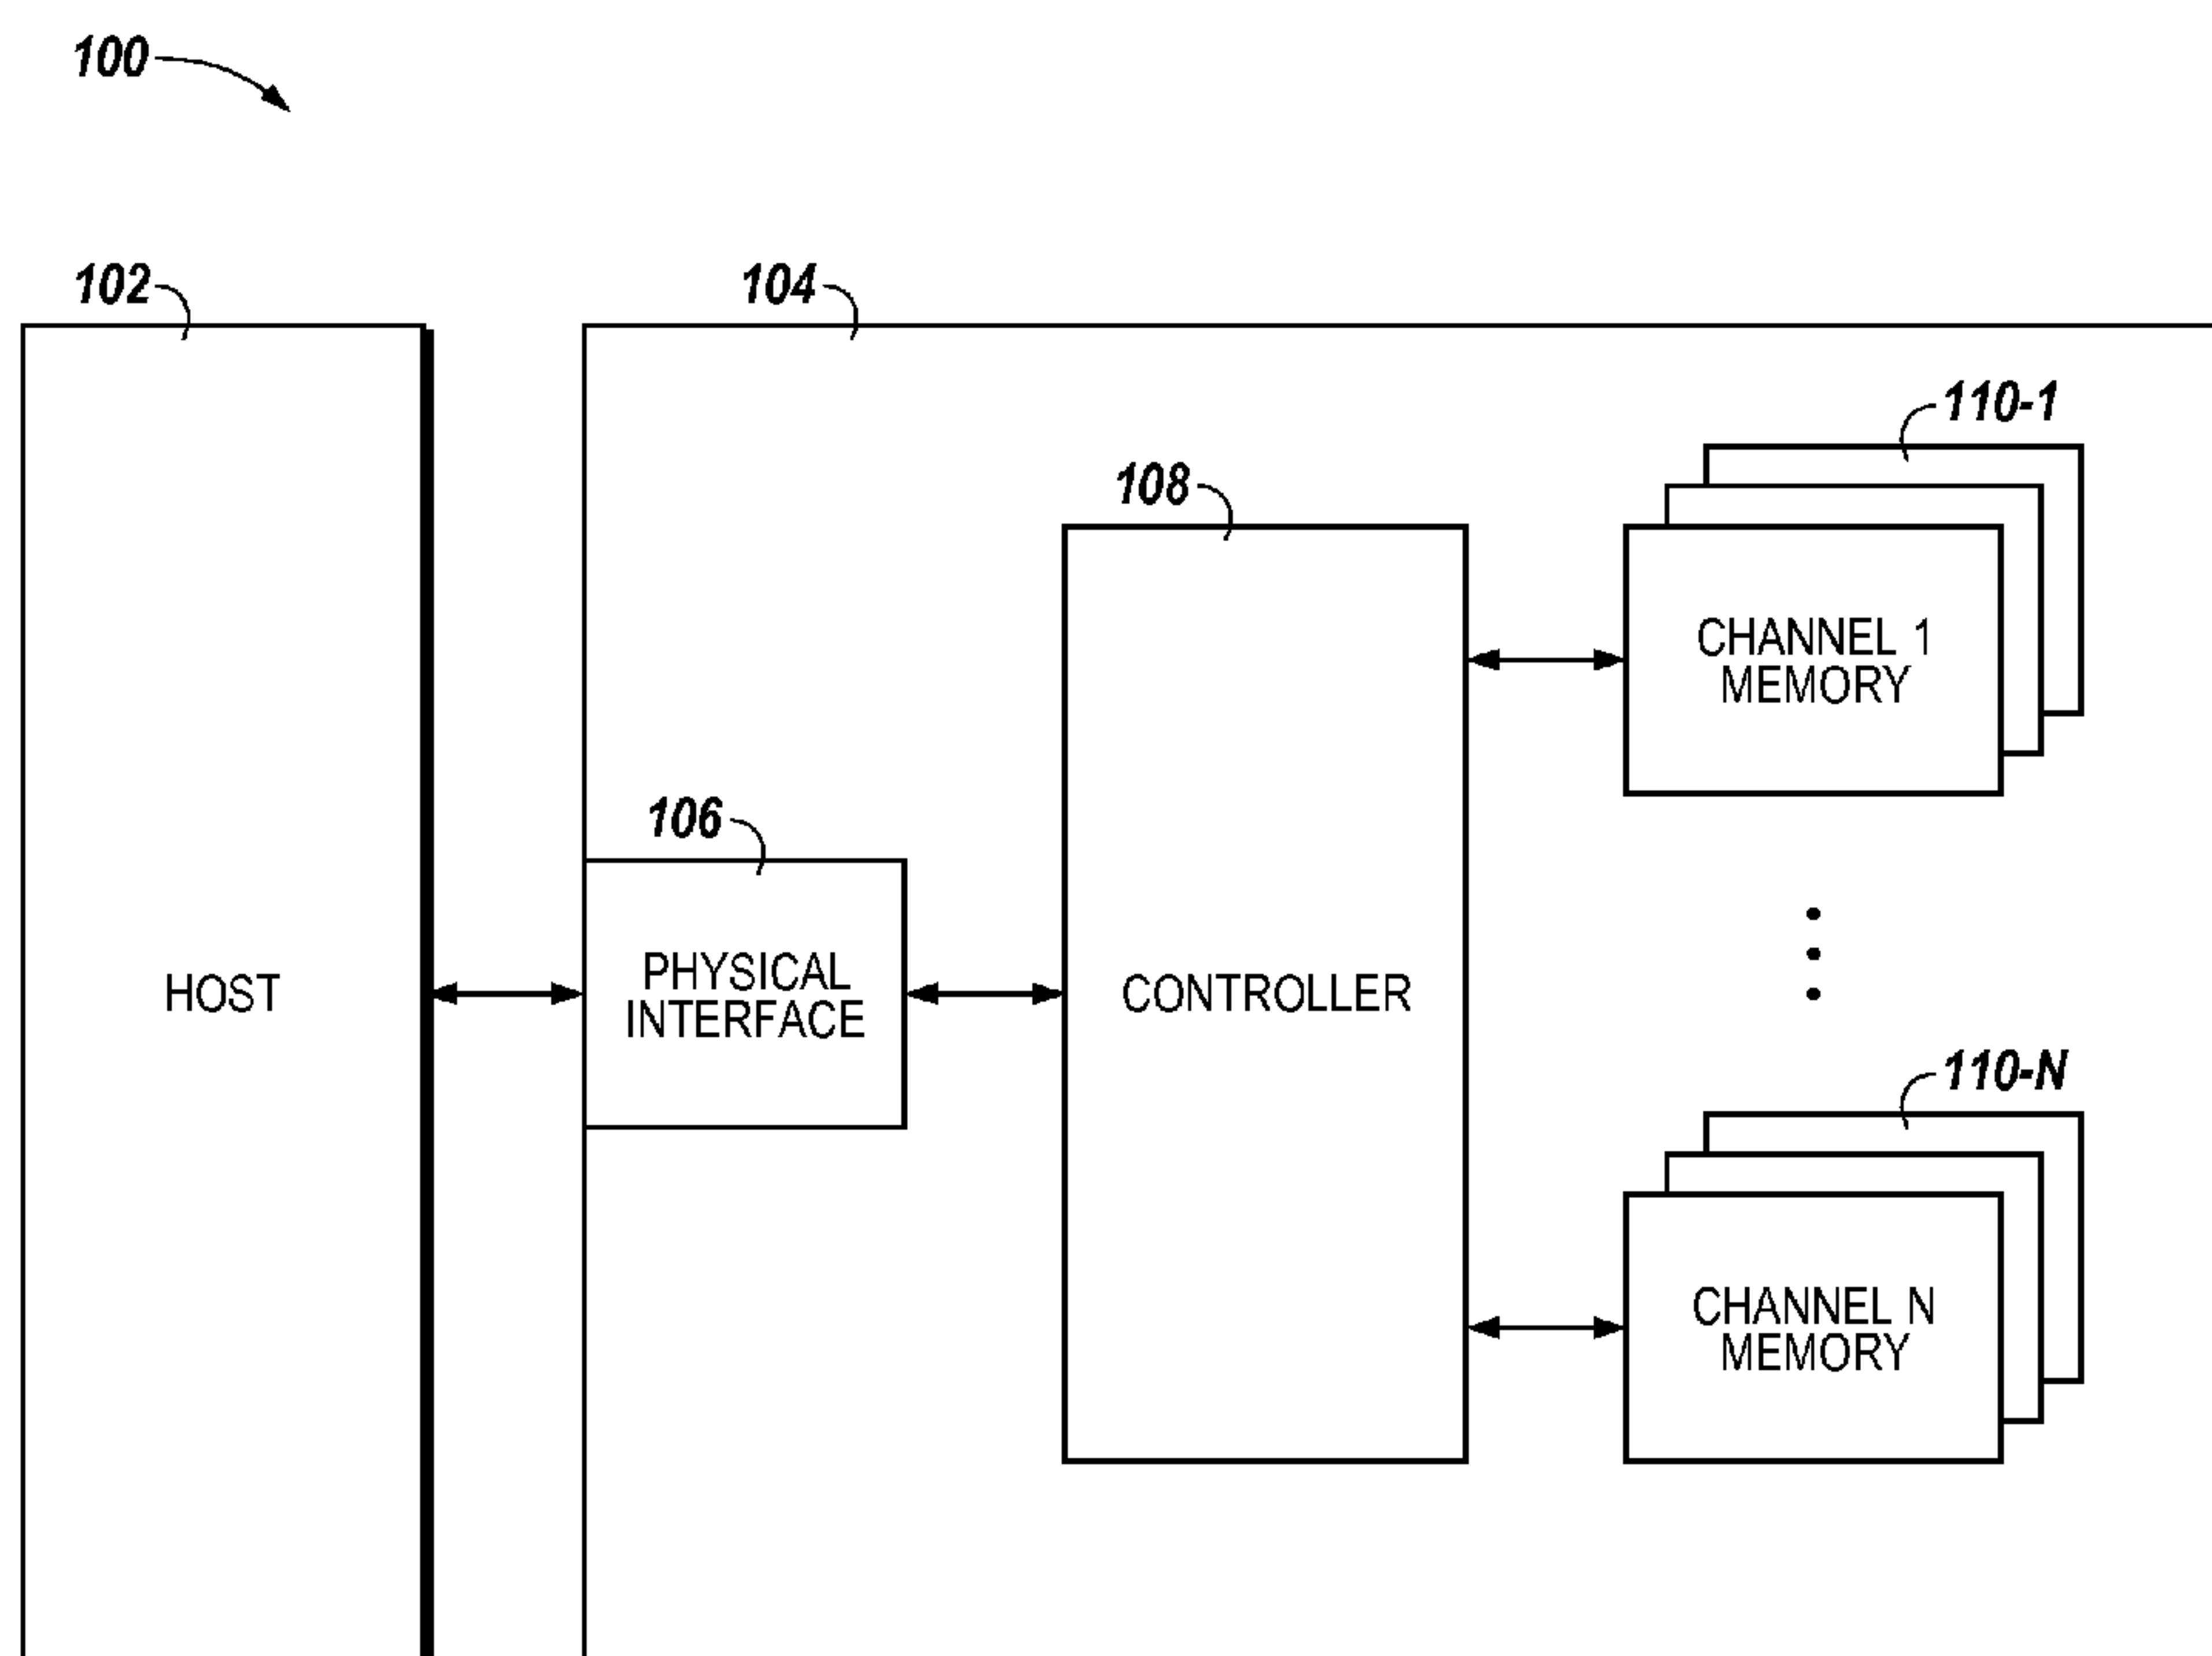 100
102
104
110-1
108
CHANNEL 1
MEMORY
106
PHYSICAL
INTERFACE
HOST
CONTROLLER
110-N
CHANNEL N
MEMORY